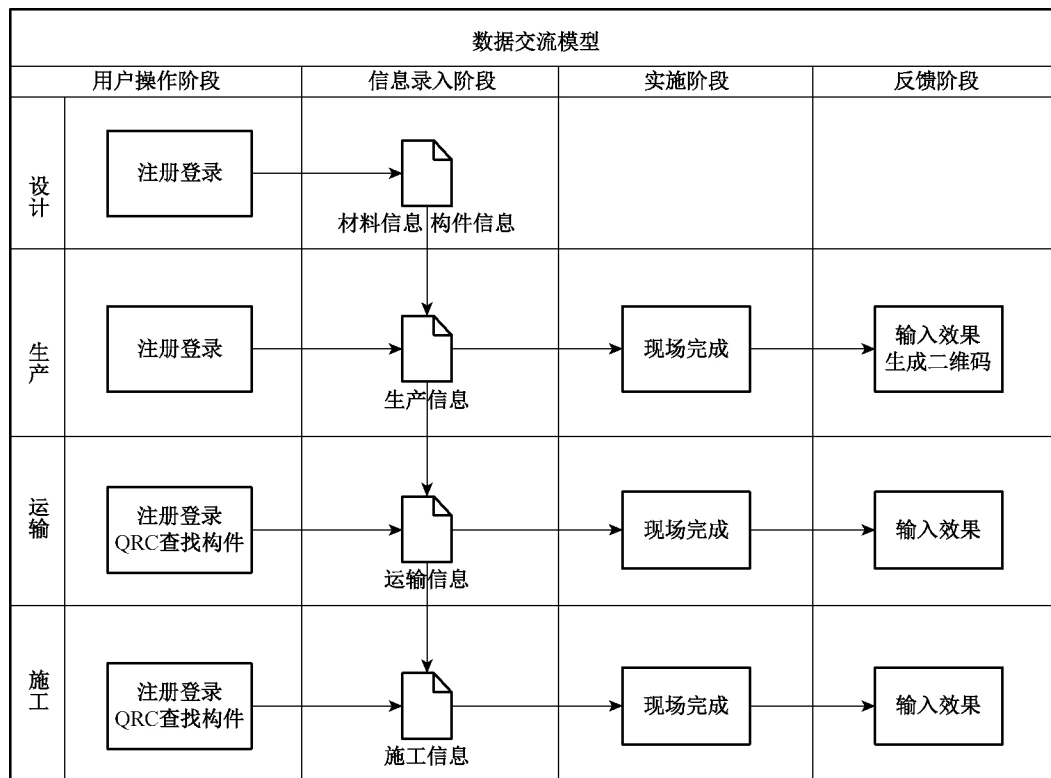 数据交流模型
用户操作阶段
信息录入阶段
实施阶段
反馈阶段
设计
注册登录
材料信息 构件信息
生产
注册登录
生产信息
现场完成
输入效果
生成二维码
运输
注册登录
QRC查找构件
运输信息
现场完成
输入效果
施工
注册登录
QRC查找构件
施工信息
现场完成
输入效果